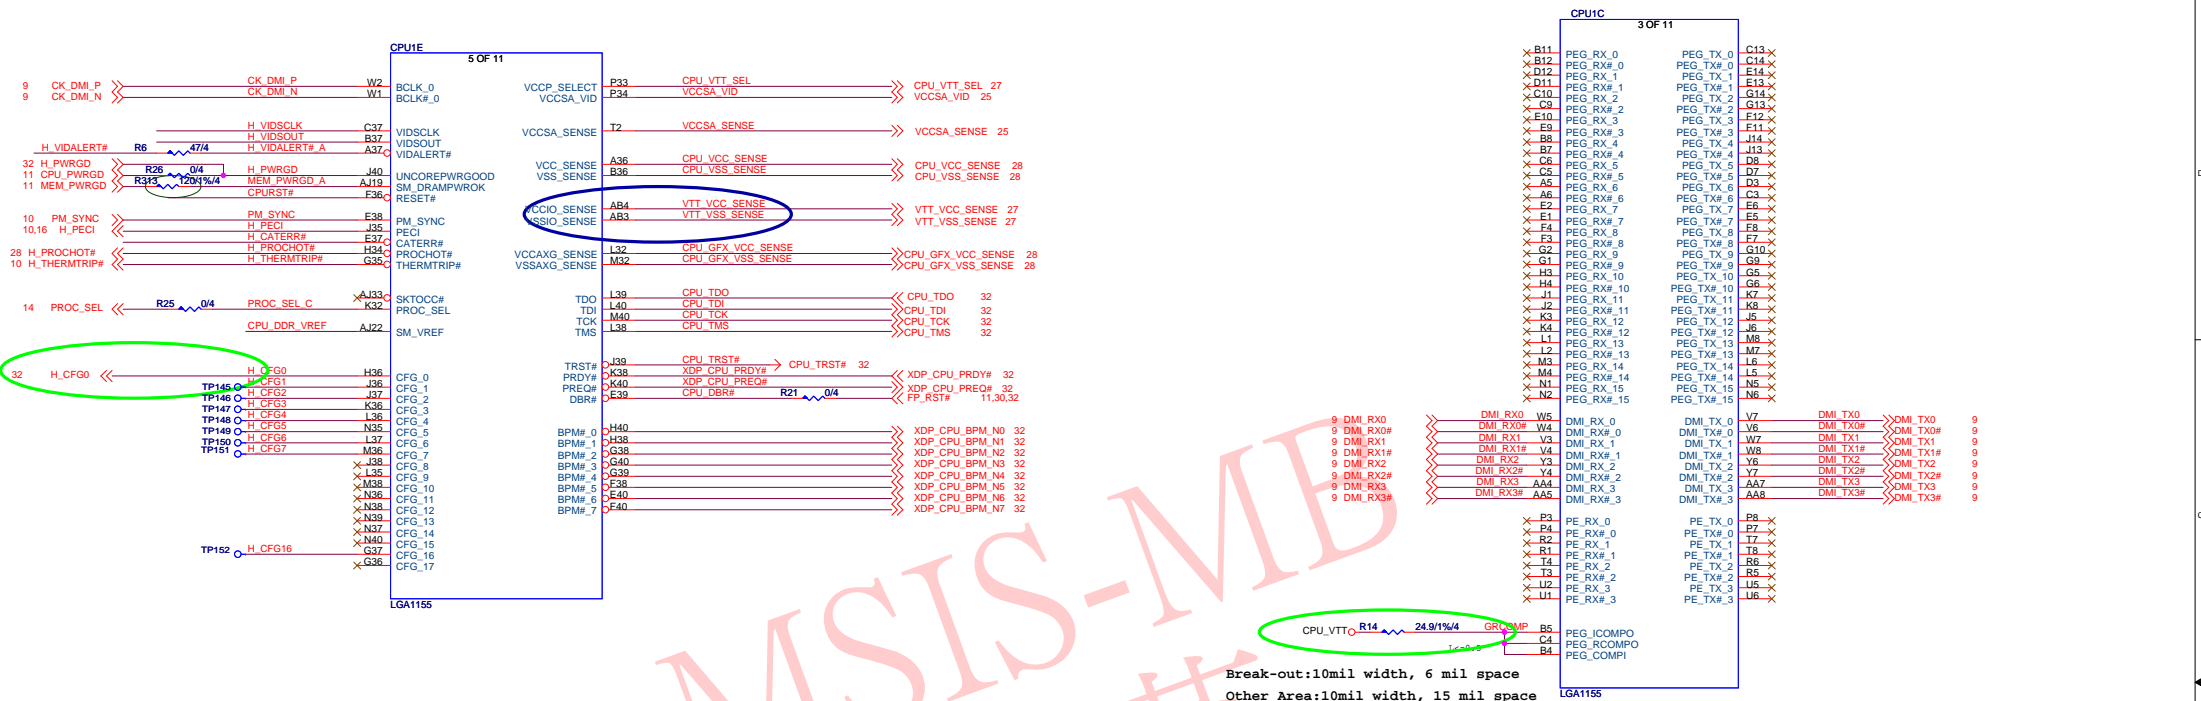 CPU1E
5 OF 11
9 CK_DMI_P CK_DMI_P W2 BCLK_0 VCCP_SELECT P33 CPU_VTT_SEL CPU_VTT_SEL 27
9 CK_DMI_N CK_DMI_N W1 BCLK#_0 VCCSA_VID P34 VCCSA_VID VCCSA_VID 25
H_VIDSCLK C37 VIDSCLK VCCSA_SENSE T2 VCCSA_SENSE VCCSA_SENSE 25
H_VIDSOUT B37 VIDSOUT
H_VIDALERT# R6 47/4 H_VIDALERT#_A A37 VIDALERT#
32 H_PWRGD VCC_SENSE A36 CPU_VCC_SENSE CPU_VCC_SENSE 28
11 CPU_PWRGD R26 0/4 H_PWRGD J40 UNCOREPWRGOOD VSS_SENSE B36 CPU_VSS_SENSE CPU_VSS_SENSE 28
11 MEM_PWRGD R313 120/1%/4 MEM_PWRGD_A AJ19 SM_DRAMPWROK
CPURST# F36 RESET#
VCCIO_SENSE AB4 VTT_VCC_SENSE VTT_VCC_SENSE 27
10 PM_SYNC PM_SYNC E38 PM_SYNC VSSIO_SENSE AB3 VTT_VSS_SENSE VTT_VSS_SENSE 27
10,16 H_PECI H_PECI J35 PECI
H_CATERR# E37 CATERR#
28 H_PROCHOT# H_PROCHOT# H34 PROCHOT# VCCAXG_SENSE L32 CPU_GFX_VCC_SENSE CPU_GFX_VCC_SENSE 28
10 H_THERMTRIP# H_THERMTRIP# G35 THERMTRIP# VSSAXG_SENSE M32 CPU_GFX_VSS_SENSE CPU_GFX_VSS_SENSE 28
AJ33 SKTOCC# TDO L39 CPU_TDO CPU_TDO 32
14 PROC_SEL R25 0/4 PROC_SEL_C K32 PROC_SEL TDI L40 CPU_TDI CPU_TDI 32
TCK M40 CPU_TCK CPU_TCK 32
CPU_DDR_VREF AJ22 SM_VREF TMS L38 CPU_TMS CPU_TMS 32
TRST# J39 CPU_TRST# CPU_TRST# 32
32 H_CFG0 H_CFG0 H36 CFG_0 PRDY# K38 XDP_CPU_PRDY# XDP_CPU_PRDY# 32
TP145 H_CFG1 J36 CFG_1 PREQ# K40 XDP_CPU_PREQ# XDP_CPU_PREQ# 32
TP146 H_CFG2 J37 CFG_2 DBR# E39 CPU_DBR# R21 0/4 FP_RST# 11,30,32
TP147 H_CFG3 K36 CFG_3
TP148 H_CFG4 L36 CFG_4
TP149 H_CFG5 N35 CFG_5 BPM#_0 H40 XDP_CPU_BPM_N0 32
TP150 H_CFG6 L37 CFG_6 BPM#_1 H38 XDP_CPU_BPM_N1 32
TP151 H_CFG7 M36 CFG_7 BPM#_2 G38 XDP_CPU_BPM_N2 32
J38 CFG_8 BPM#_3 G40 XDP_CPU_BPM_N3 32
L35 CFG_9 BPM#_4 G39 XDP_CPU_BPM_N4 32
M38 CFG_10 BPM#_5 F38 XDP_CPU_BPM_N5 32
N36 CFG_11 BPM#_6 E40 XDP_CPU_BPM_N6 32
N38 CFG_12 BPM#_7 F40 XDP_CPU_BPM_N7 32
N39 CFG_13
N37 CFG_14
N40 CFG_15
TP152 H_CFG16 G37 CFG_16
G36 CFG_17
LGA1155
CPU1C
3 OF 11
B11 PEG_RX_0 PEG_TX_0 C13
B12 PEG_RX#_0 PEG_TX#_0 C14
D12 PEG_RX_1 PEG_TX_1 E14
D11 PEG_RX#_1 PEG_TX#_1 E13
C10 PEG_RX_2 PEG_TX_2 G14
C9 PEG_RX#_2 PEG_TX#_2 G13
E10 PEG_RX_3 PEG_TX_3 F12
E9 PEG_RX#_3 PEG_TX#_3 F11
B8 PEG_RX_4 PEG_TX_4 J14
B7 PEG_RX#_4 PEG_TX#_4 J13
C6 PEG_RX_5 PEG_TX_5 D8
C5 PEG_RX#_5 PEG_TX#_5 D7
A5 PEG_RX_6 PEG_TX_6 D3
A6 PEG_RX#_6 PEG_TX#_6 C3
E2 PEG_RX_7 PEG_TX_7 E6
E1 PEG_RX#_7 PEG_TX#_7 E5
F4 PEG_RX_8 PEG_TX_8 F8
F3 PEG_RX#_8 PEG_TX#_8 F7
G2 PEG_RX_9 PEG_TX_9 G10
G1 PEG_RX#_9 PEG_TX#_9 G9
H3 PEG_RX_10 PEG_TX_10 G5
H4 PEG_RX#_10 PEG_TX#_10 G6
J1 PEG_RX_11 PEG_TX_11 K7
J2 PEG_RX#_11 PEG_TX#_11 K8
K3 PEG_RX_12 PEG_TX_12 J5
K4 PEG_RX#_12 PEG_TX#_12 J6
L1 PEG_RX_13 PEG_TX_13 M8
L2 PEG_RX#_13 PEG_TX#_13 M7
M3 PEG_RX_14 PEG_TX_14 L6
M4 PEG_RX#_14 PEG_TX#_14 L5
N1 PEG_RX_15 PEG_TX_15 N5
N2 PEG_RX#_15 PEG_TX#_15 N6
9 DMI_RX0 DMI_RX0 W5 DMI_RX_0 DMI_TX_0 V7 DMI_TX0 DMI_TX0 9
9 DMI_RX0# DMI_RX0# W4 DMI_RX#_0 DMI_TX#_0 V6 DMI_TX0# DMI_TX0# 9
9 DMI_RX1 DMI_RX1 V3 DMI_RX_1 DMI_TX_1 W7 DMI_TX1 DMI_TX1 9
9 DMI_RX1# DMI_RX1# V4 DMI_RX#_1 DMI_TX#_1 W8 DMI_TX1# DMI_TX1# 9
9 DMI_RX2 DMI_RX2 Y3 DMI_RX_2 DMI_TX_2 Y6 DMI_TX2 DMI_TX2 9
9 DMI_RX2# DMI_RX2# Y4 DMI_RX#_2 DMI_TX#_2 Y7 DMI_TX2# DMI_TX2# 9
9 DMI_RX3 DMI_RX3 AA4 DMI_RX_3 DMI_TX_3 AA7 DMI_TX3 DMI_TX3 9
9 DMI_RX3# DMI_RX3# AA5 DMI_RX#_3 DMI_TX#_3 AA8 DMI_TX3# DMI_TX3# 9
P3 PE_RX_0 PE_TX_0 P8
P4 PE_RX#_0 PE_TX#_0 P7
R2 PE_RX_1 PE_TX_1 T7
R1 PE_RX#_1 PE_TX#_1 T8
T4 PE_RX_2 PE_TX_2 R6
T3 PE_RX#_2 PE_TX#_2 R5
U2 PE_RX_3 PE_TX_3 U5
U1 PE_RX#_3 PE_TX#_3 U6
CPU_VTT R14 24.9/1%/4 GRCOMP B5 PEG_ICOMPO
C4 PEG_RCOMPO
B4 PEG_COMPI
Break-out:10mil width, 6 mil space
Other Area:10mil width, 15 mil space
LGA1155
MSIS-MB